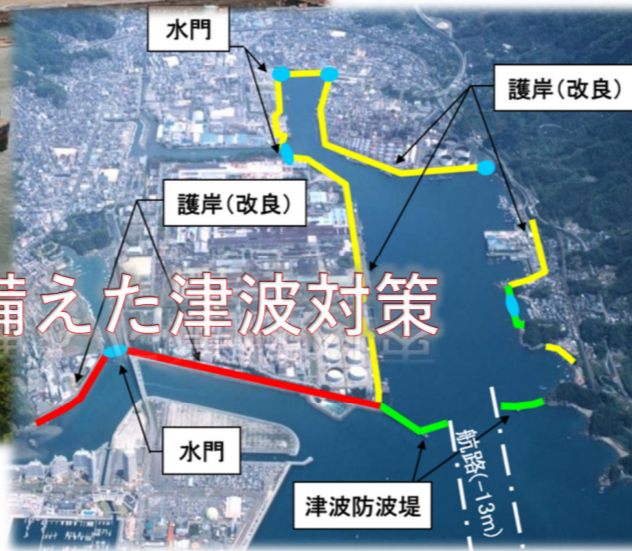 水門
護岸(改良)
護岸(改良)
備えた津波対策
水門
航路(-13m)
津波防波堤